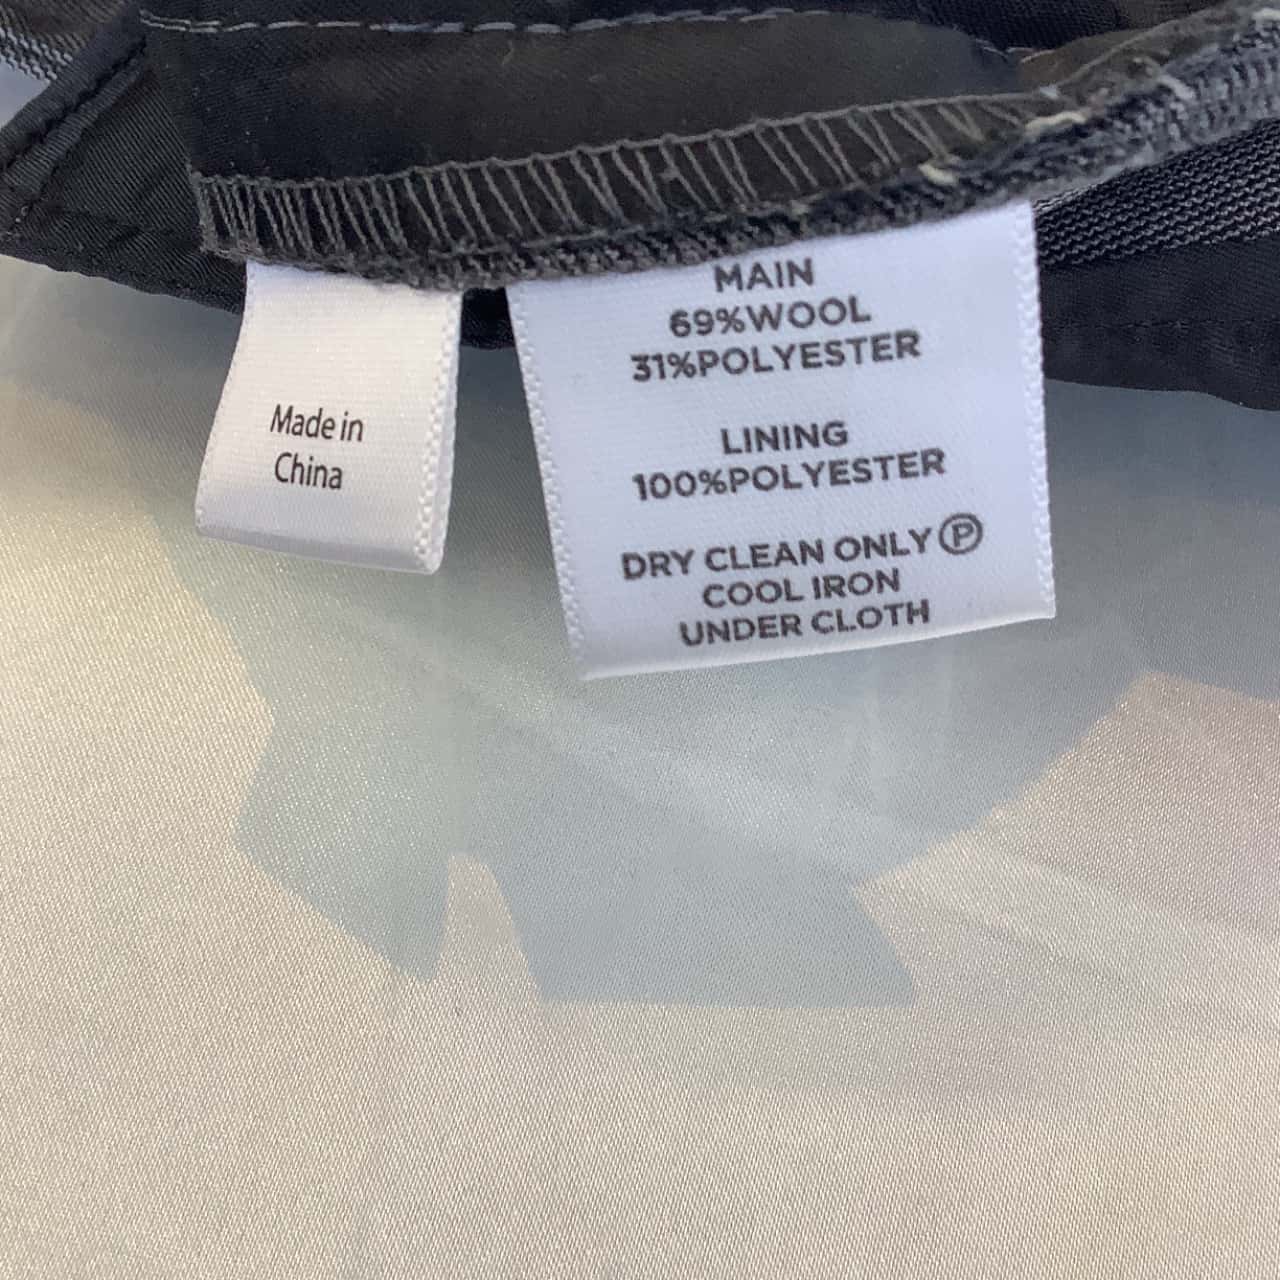 Made in
China
MAIN
69%WOOL
31%POLYESTER
LINING
100%POLYESTER
DRY CLEAN ONLY Ⓟ
COOL IRON
UNDER CLOTH